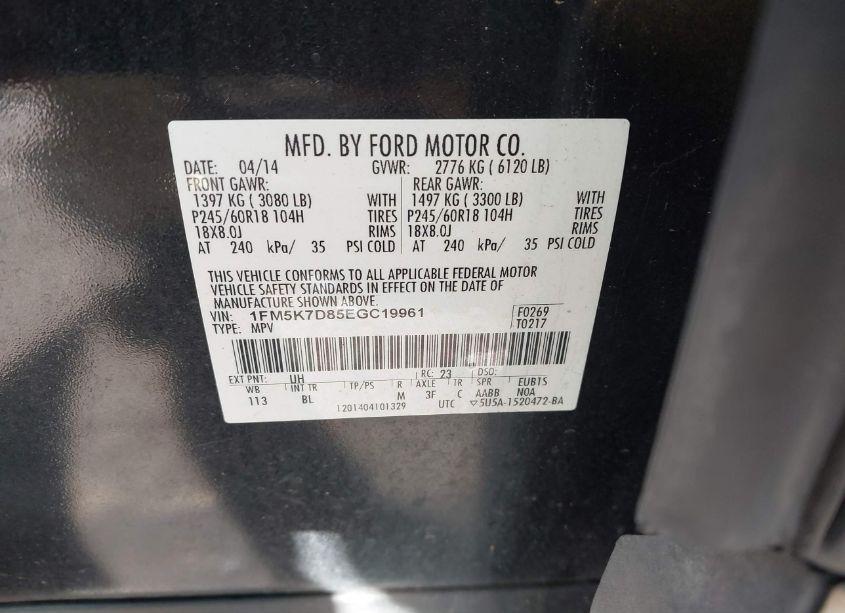 MFD. BY FORD MOTOR CO.
DATE: 04/14 GVWR: 2776 KG ( 6120 LB)
FRONT GAWR: REAR GAWR:
1397 KG ( 3080 LB) WITH 1497 KG ( 3300 LB) WITH
P245/60R18 104H TIRES P245/60R18 104H TIRES
18X8.0J RIMS 18X8.0J RIMS
AT 240 kPa/ 35 PSI COLD AT 240 kPa/ 35 PSI COLD
THIS VEHICLE CONFORMS TO ALL APPLICABLE FEDERAL MOTOR
VEHICLE SAFETY STANDARDS IN EFFECT ON THE DATE OF
MANUFACTURE SHOWN ABOVE.
VIN: 1FM5K7D85EGC19961 F0269
TYPE: MPV T0217
EXT PNT: UH RC: 23 DSO:
WB INT TR TP/PS R AXLE TR SPR EUBTS
113 BL M 3F C AABB NOA
1201404101329 UTC ▽5U5A-1520472-BA